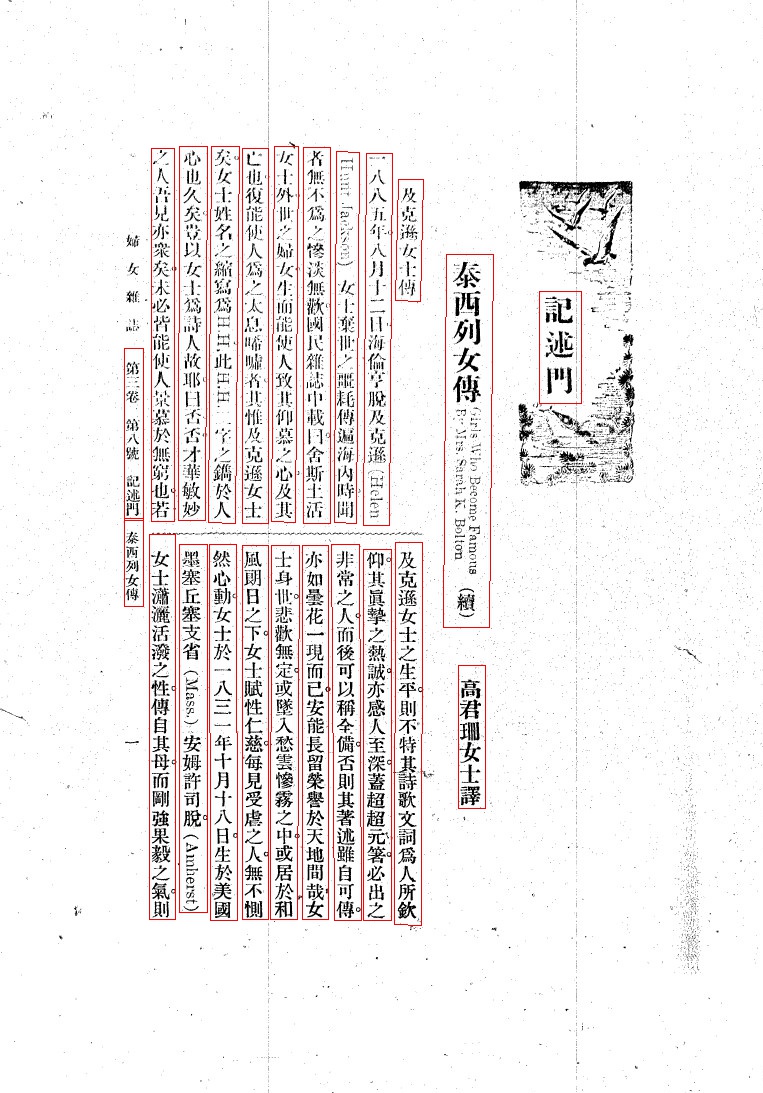 記述門
泰西列女傳 Girls Who Become Famous By Mrs. Sarah K. Bolton (續)
高君珊女士譯
及克遜女士傳
一八八五年八月十二日海倫亨脫及克遜(Helen
Hunt Jackson)女士棄世之噩耗傳遍海內時聞
者無不爲之慘淡無歡國民雜誌中載曰舍斯土活
女士外世之婦女生而能使人致其仰慕之心及其
亡也復能使人爲之太息唏噓者其惟及克遜女士
矣女士姓名之縮寫爲H.H.此H.H.二字之鐫於人
心也久矣豈以女士爲詩人故耶曰否否才華敏妙
之人吾見亦衆矣未必皆能使人景慕於無窮也若
及克遜女士之生平則不特其詩歌文詞爲人所欽
仰其眞摯之熱誠亦感人至深蓋超超元箸必出之
非常之人而後可以稱全備否則其著述雖自可傳
亦如曇花一現而已安能長留榮譽於天地間哉女
士身世悲歡無定或墜入愁雲慘霧之中或居於和
風朗日之下女士賦性仁慈每見受虐之人無不惻
然心動女士於一八三一年十月十八日生於美國
墨塞丘塞支省(Mass.)安姆許司脫(Amherst)
女士瀟灑活潑之性傳自其母而剛強果毅之氣則
婦女雜誌 第三卷 第八號 記述門 泰西列女傳 一